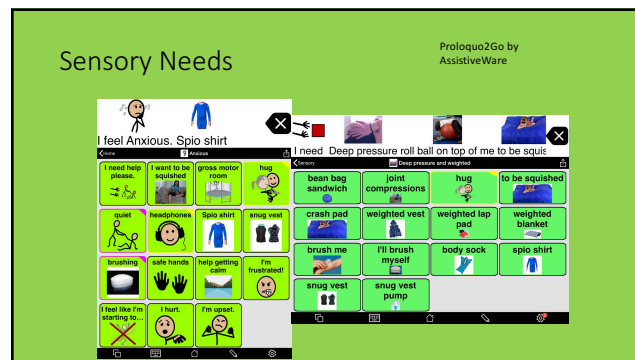 Sensory Needs
Proloquo2Go by
AssistiveWare
I feel Anxious. Spio shirt
Home
Anxious
I need help
please.
I want to be
squished
gross motor
room
hug
quiet
headphones
Spio shirt
snug vest
brushing
safe hands
help getting
calm
I'm
frustrated!
I feel like I'm
starting to...
I hurt.
I'm upset.
I need Deep pressure roll ball on top of me to be squis
Sensory
Deep pressure and weighted
bean bag
sandwich
joint
compressions
hug
to be squished
crash pad
weighted vest
weighted lap
pad
weighted
blanket
brush me
I'll brush
myself
body sock
spio shirt
snug vest
snug vest
pump